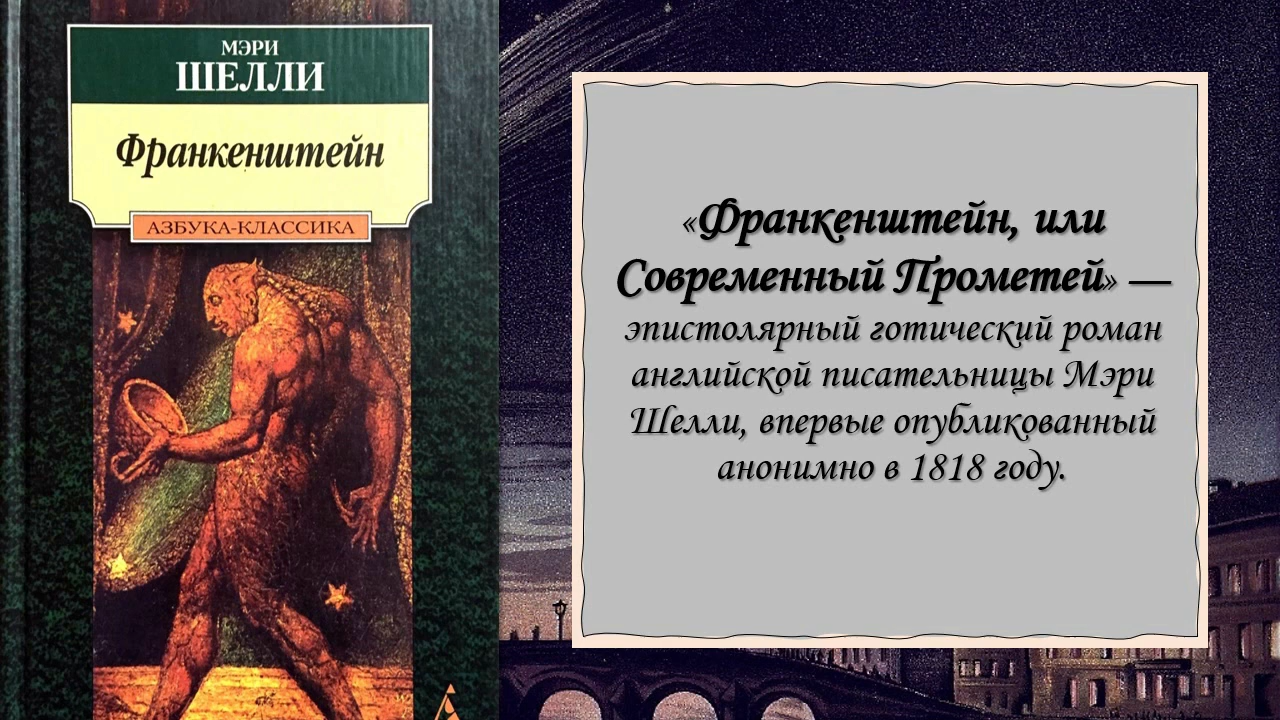 МЭРИ
ШЕЛЛИ
Франкенштейн
АЗБУКА-КЛАССИКА
«Франкенштейн, или
Современный Прометей» —
эпистолярный готический роман
английской писательницы Мэри
Шелли, впервые опубликованный
анонимно в 1818 году.